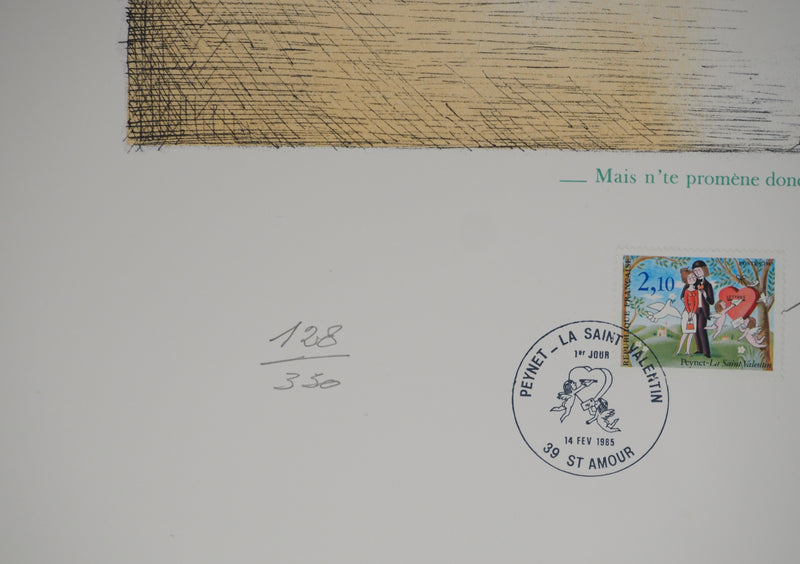 — Mais n'te promène donc
RÉPUBLIQUE FRANÇAISE
2,10
Peynet-La Saint Valentin
PEYNET - LA SAINT VALENTIN
1er JOUR
14 FEV 1985
39 ST AMOUR
128
350